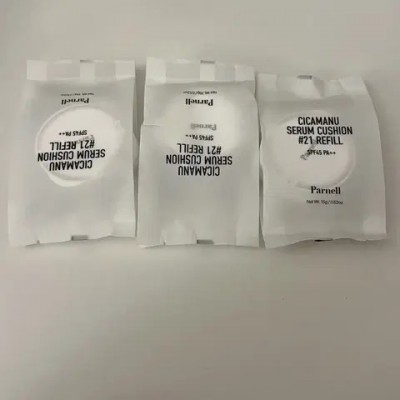 Parnell
SPF45 PA++
#21 REFILL
SERUM CUSHION
CICAMANU
Parnell
Parnell
SPF45 PA++
#21 REFILL
SERUM CUSHION
CICAMANU
CICAMANU
SERUM CUSHION
#21 REFILL
SPF45 PA++
Parnell